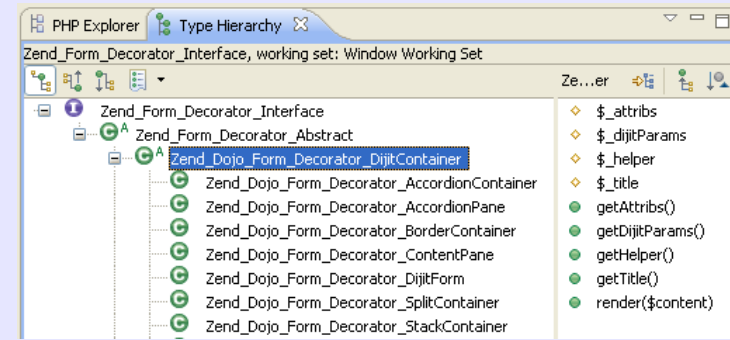 PHP Explorer Type Hierarchy
Zend_Form_Decorator_Interface, working set: Window Working Set
Ze...er
Zend_Form_Decorator_Interface
Zend_Form_Decorator_Abstract
Zend_Dojo_Form_Decorator_DijitContainer
Zend_Dojo_Form_Decorator_AccordionContainer
Zend_Dojo_Form_Decorator_AccordionPane
Zend_Dojo_Form_Decorator_BorderContainer
Zend_Dojo_Form_Decorator_ContentPane
Zend_Dojo_Form_Decorator_DijitForm
Zend_Dojo_Form_Decorator_SplitContainer
Zend_Dojo_Form_Decorator_StackContainer
$_attribs
$_dijitParams
$_helper
$_title
getAttribs()
getDijitParams()
getHelper()
getTitle()
render($content)